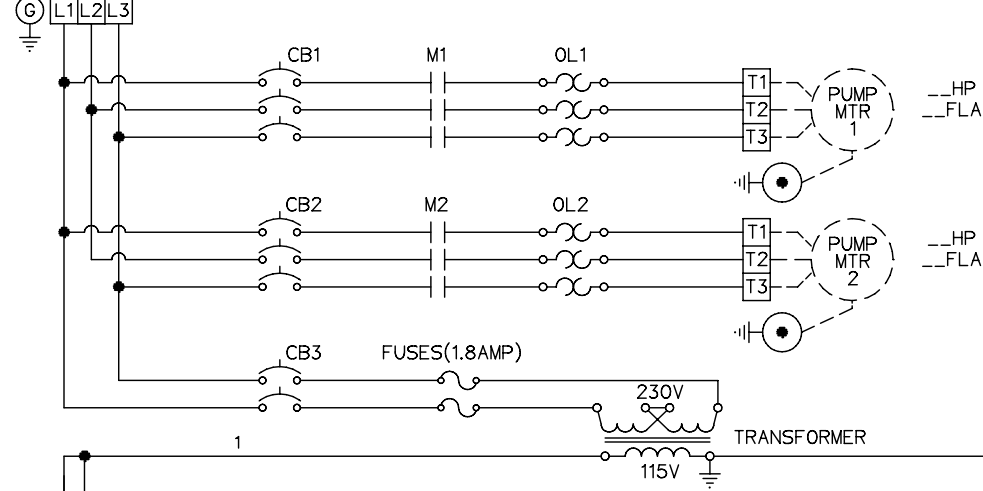 G L1 L2 L3
CB1 M1 OL1
T1
T2
T3
PUMP
MTR
1
__HP
__FLA
CB2 M2 OL2
T1
T2
T3
PUMP
MTR
2
__HP
__FLA
CB3 FUSES(1.8AMP)
230V
1
TRANSFORMER
115V